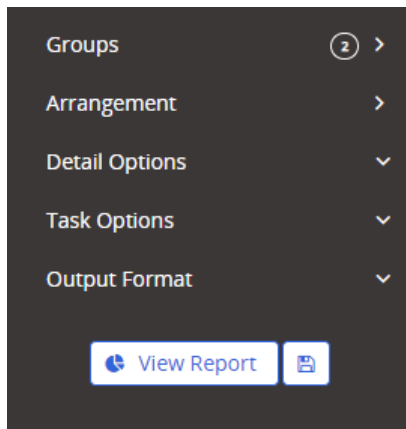 Groups 2
Arrangement
Detail Options
Task Options
Output Format
View Report